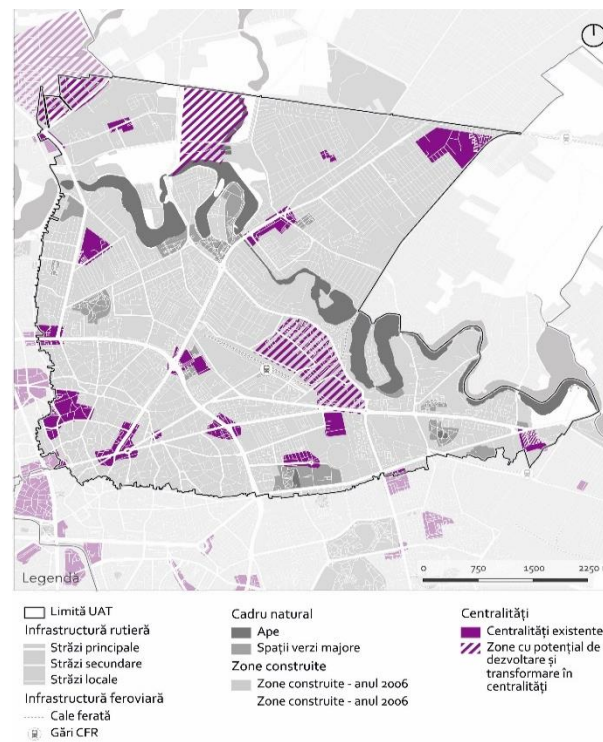 Legendă
0 750 1500 2250
Limită UAT
Infrastructură rutieră
Străzi principale
Străzi secundare
Străzi locale
Infrastructură feroviară
Cale ferată
Gări CFR
Cadru natural
Ape
Spații verzi majore
Zone construite
Zone construite - anul 2006
Zone construite - anul 2006
Centralități
Centralități existente
Zone cu potențial de
dezvoltare și
transformare în
centralități